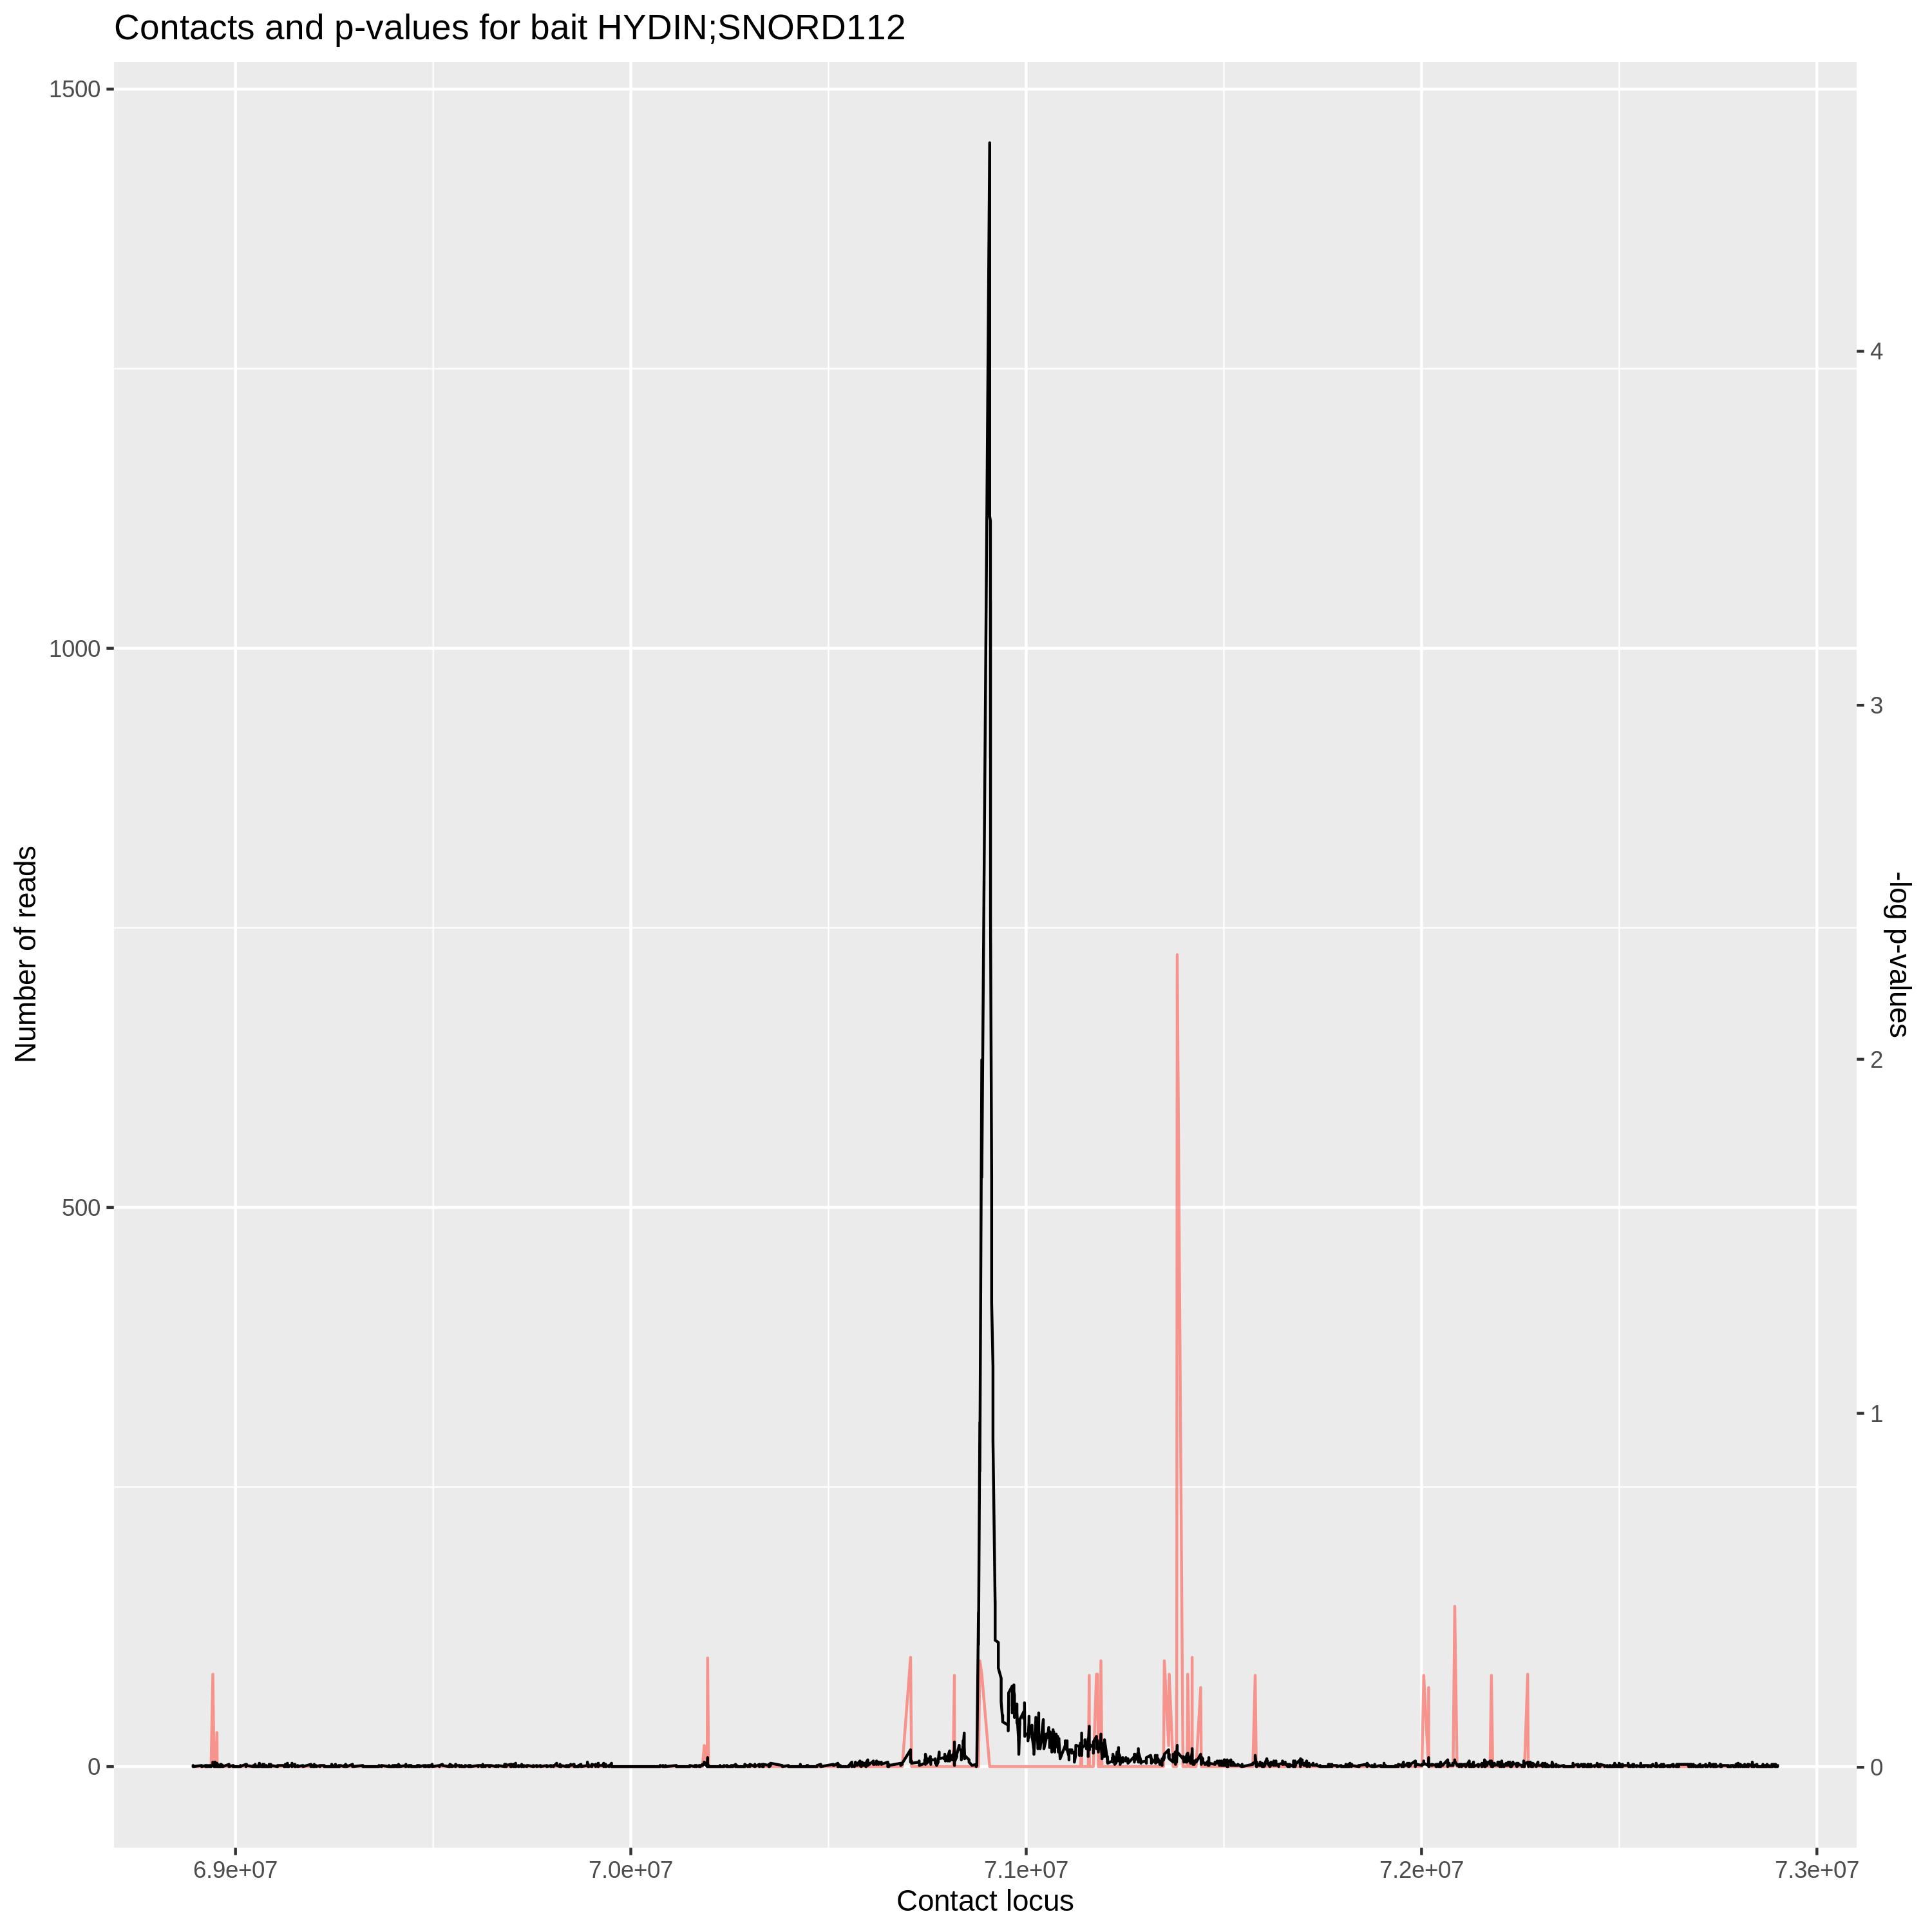 Contacts and p-values for bait HYDIN;SNORD112
1500
1000
500
0
Number of reads
4
3
2
1
0
-log p-values
6.9e+07
7.0e+07
7.1e+07
7.2e+07
7.3e+07
Contact locus